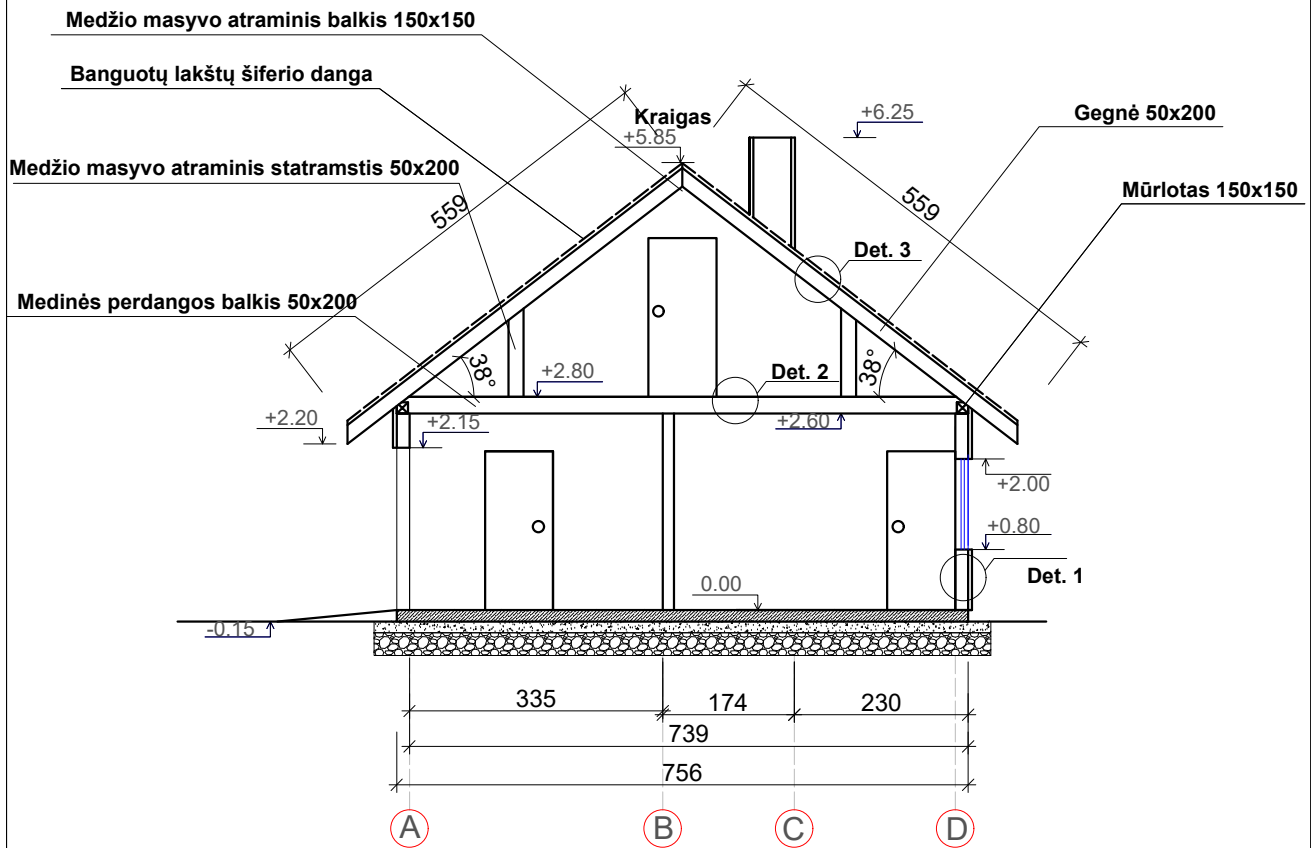 Medžio masyvo atraminis balkis 150x150
Banguotų lakštų šiferio danga
Kraigas
+5.85
+6.25
Gegnė 50x200
Medžio masyvo atraminis statramstis 50x200
Mūrlotas 150x150
559
559
Det. 3
Medinės perdangos balkis 50x200
38°
38°
+2.80
Det. 2
+2.20
+2.15
+2.60
+2.00
+0.80
Det. 1
0.00
-0.15
335
174
230
739
756
A
B
C
D